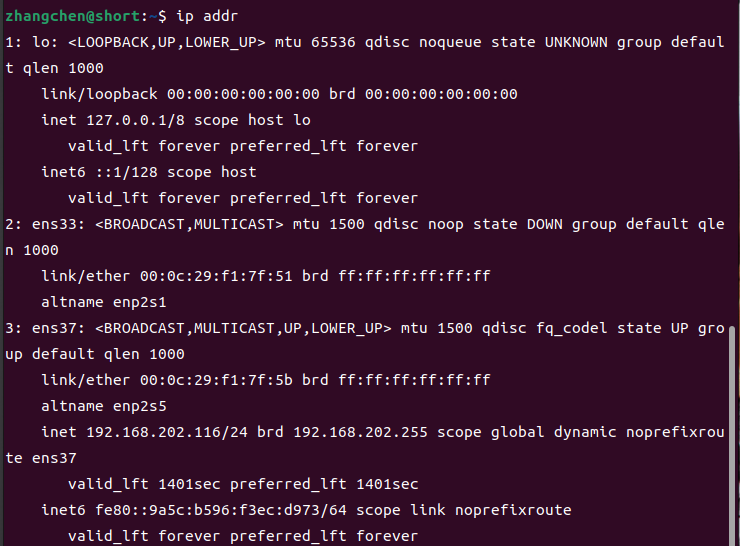 zhangchen@short:~$ ip addr
1: lo: <LOOPBACK,UP,LOWER_UP> mtu 65536 qdisc noqueue state UNKNOWN group defaul
t qlen 1000
    link/loopback 00:00:00:00:00:00 brd 00:00:00:00:00:00
    inet 127.0.0.1/8 scope host lo
       valid_lft forever preferred_lft forever
    inet6 ::1/128 scope host
       valid_lft forever preferred_lft forever
2: ens33: <BROADCAST,MULTICAST> mtu 1500 qdisc noop state DOWN group default qle
n 1000
    link/ether 00:0c:29:f1:7f:51 brd ff:ff:ff:ff:ff:ff
    altname enp2s1
3: ens37: <BROADCAST,MULTICAST,UP,LOWER_UP> mtu 1500 qdisc fq_codel state UP gro
up default qlen 1000
    link/ether 00:0c:29:f1:7f:5b brd ff:ff:ff:ff:ff:ff
    altname enp2s5
    inet 192.168.202.116/24 brd 192.168.202.255 scope global dynamic noprefixrou
te ens37
       valid_lft 1401sec preferred_lft 1401sec
    inet6 fe80::9a5c:b596:f3ec:d973/64 scope link noprefixroute
       valid_lft forever preferred_lft forever